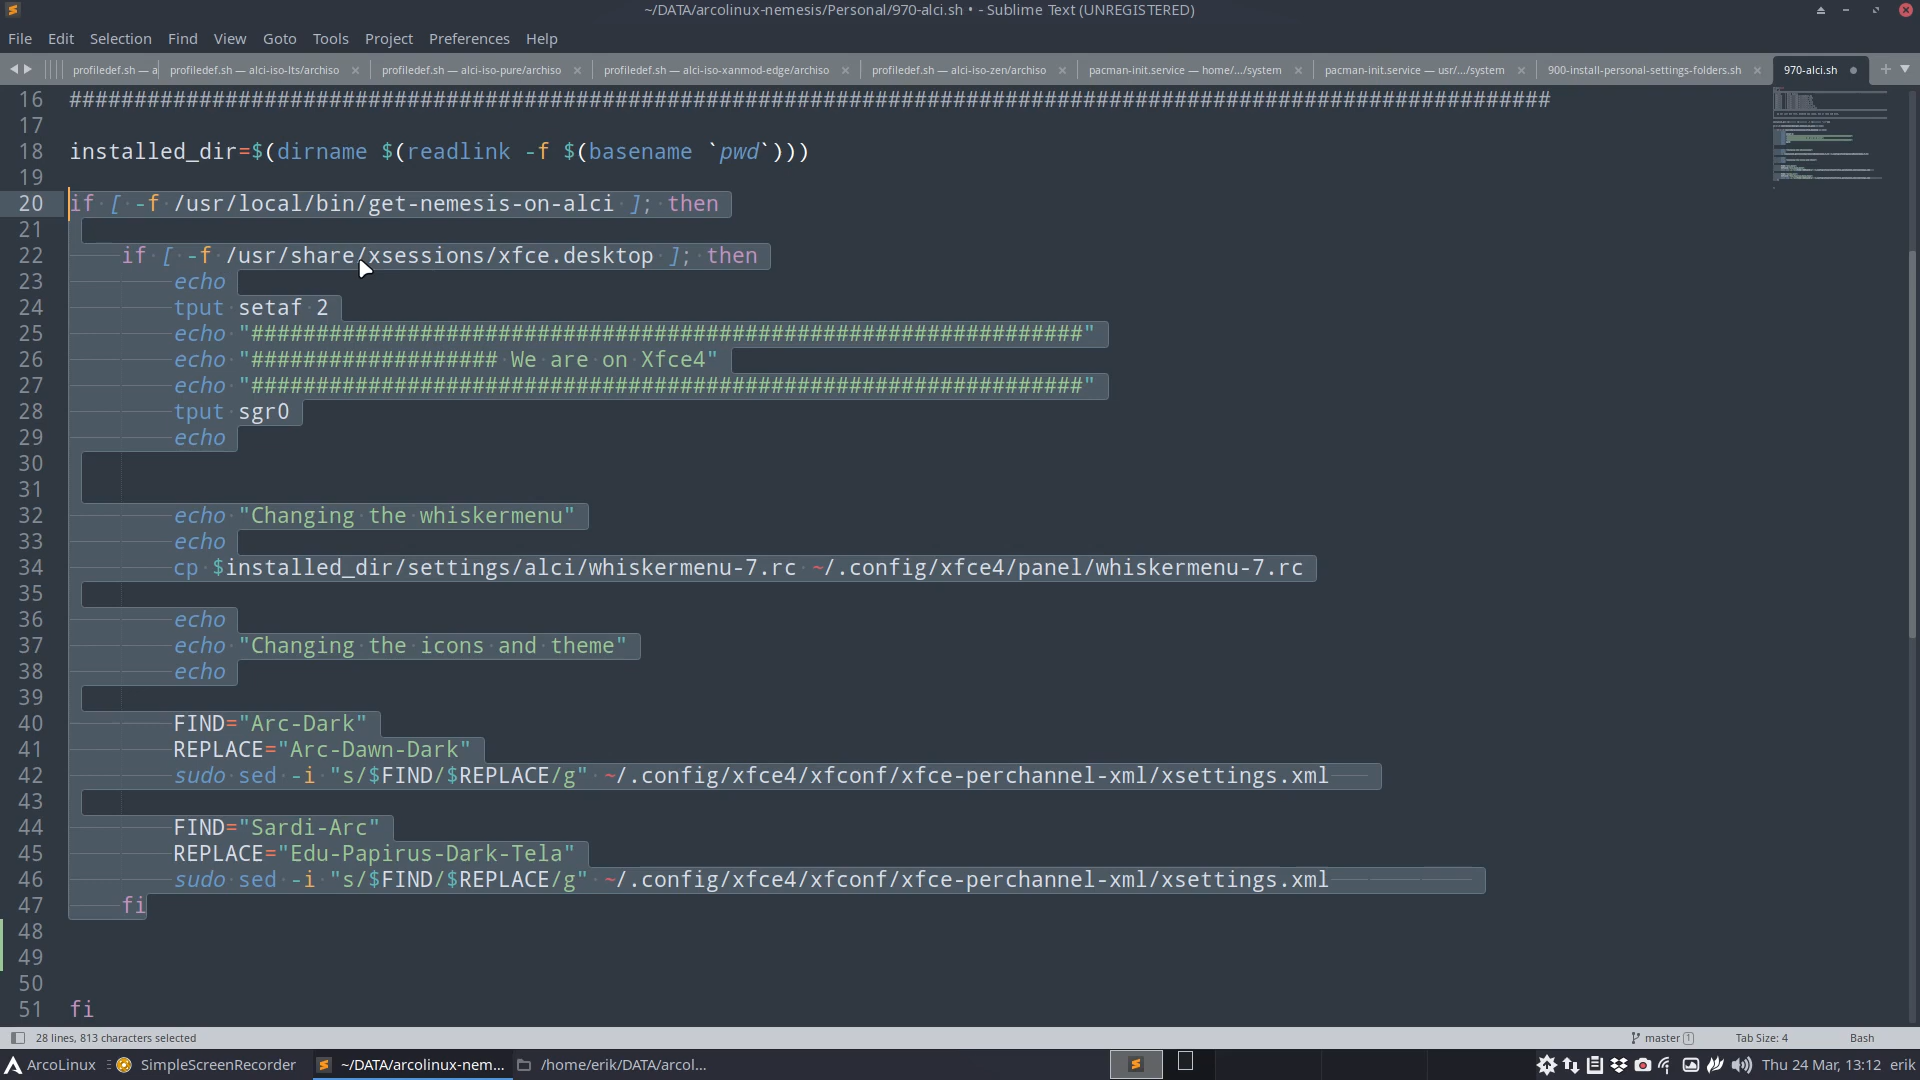 ~/DATA/arcolinux-nemesis/Personal/970-alci.sh • - Sublime Text (UNREGISTERED)
File Edit Selection Find View Goto Tools Project Preferences Help
profiledef.sh — a profiledef.sh — alci-iso-lts/archiso profiledef.sh — alci-iso-pure/archiso profiledef.sh — alci-iso-xanmod-edge/archiso profiledef.sh — alci-iso-zen/archiso pacman-init.service — home/.../system pacman-init.service — usr/.../system 900-install-personal-settings-folders.sh 970-alci.sh
16 ##################################################################################################################
17
18 installed_dir=$(dirname $(readlink -f $(basename `pwd`)))
19
20 if [ -f /usr/local/bin/get-nemesis-on-alci ]; then
21
22 if [ -f /usr/share/xsessions/xfce.desktop ]; then
23 echo
24 tput setaf 2
25 echo "################################################################"
26 echo "################### We are on Xfce4"
27 echo "################################################################"
28 tput sgr0
29 echo
30
31
32 echo "Changing the whiskermenu"
33 echo
34 cp $installed_dir/settings/alci/whiskermenu-7.rc ~/.config/xfce4/panel/whiskermenu-7.rc
35
36 echo
37 echo "Changing the icons and theme"
38 echo
39
40 FIND="Arc-Dark"
41 REPLACE="Arc-Dawn-Dark"
42 sudo sed -i "s/$FIND/$REPLACE/g" ~/.config/xfce4/xfconf/xfce-perchannel-xml/xsettings.xml
43
44 FIND="Sardi-Arc"
45 REPLACE="Edu-Papirus-Dark-Tela"
46 sudo sed -i "s/$FIND/$REPLACE/g" ~/.config/xfce4/xfconf/xfce-perchannel-xml/xsettings.xml
47 fi
48
49
50
51 fi
28 lines, 813 characters selected master 1 Tab Size: 4 Bash
ArcoLinux SimpleScreenRecorder ~/DATA/arcolinux-nem... /home/erik/DATA/arcol... Thu 24 Mar, 13:12 erik